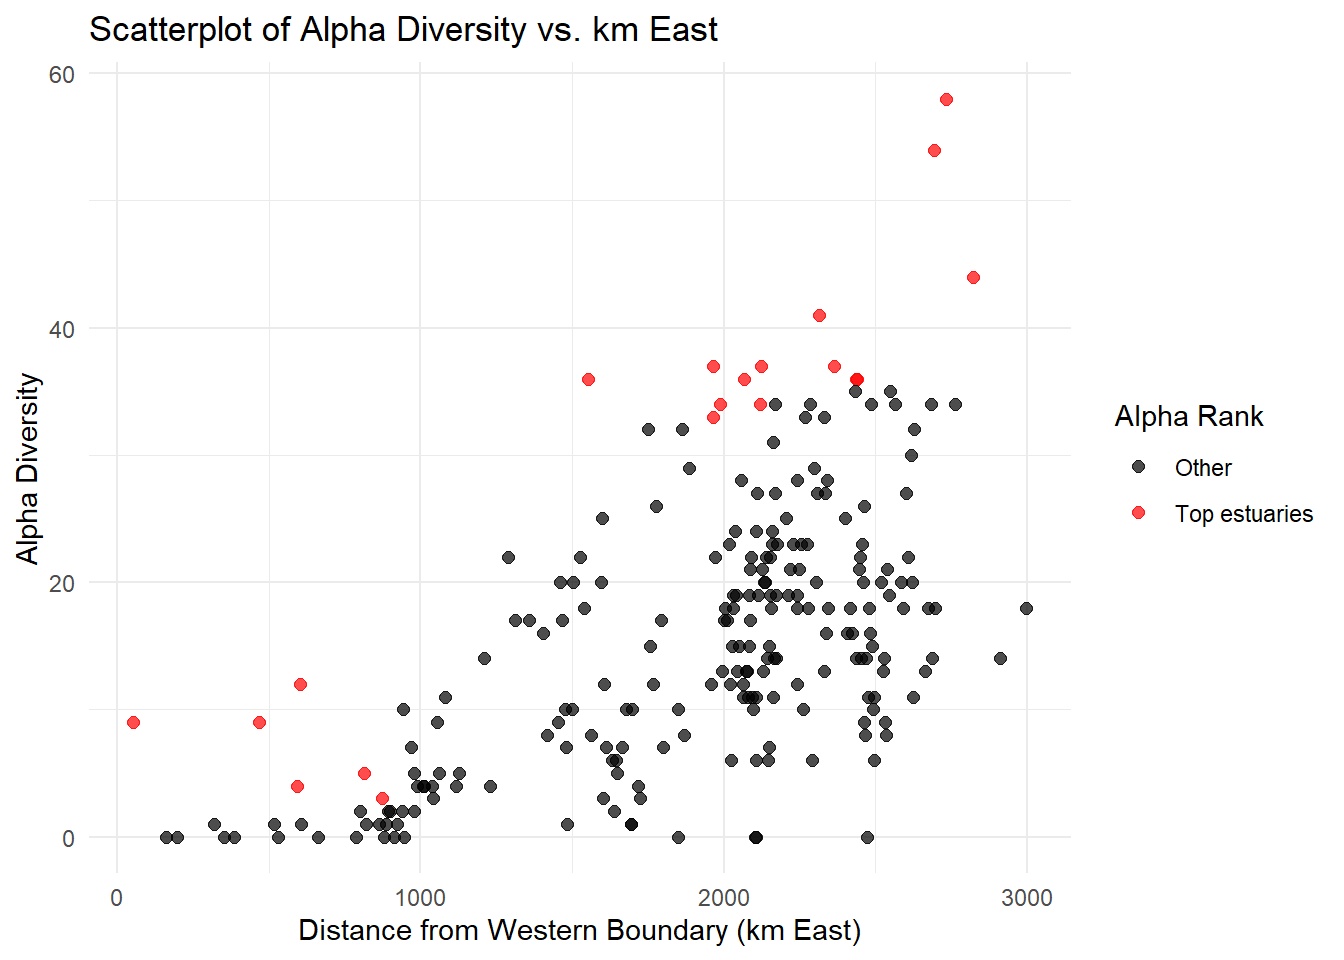 Scatterplot of Alpha Diversity vs. km East
60
40
20
0
Alpha Diversity
0 1000 2000 3000
Distance from Western Boundary (km East)
Alpha Rank
Other
Top estuaries